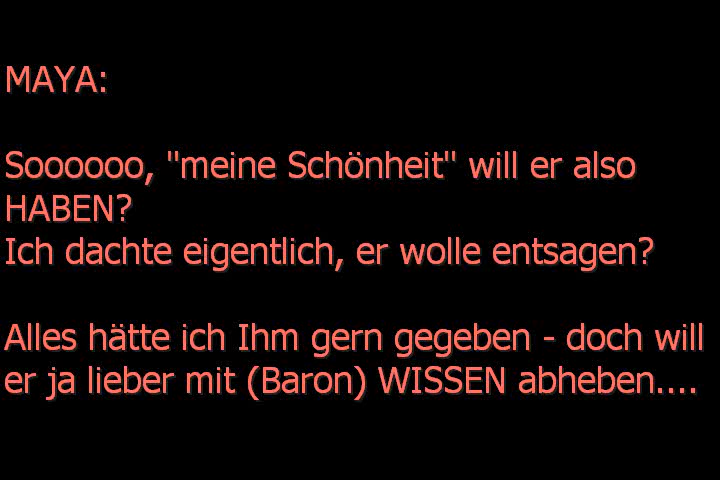 MAYA:
Soooooo, "meine Schönheit" will er also
HABEN?
Ich dachte eigentlich, er wolle entsagen?
Alles hätte ich Ihm gern gegeben - doch will
er ja lieber mit (Baron) WISSEN abheben....